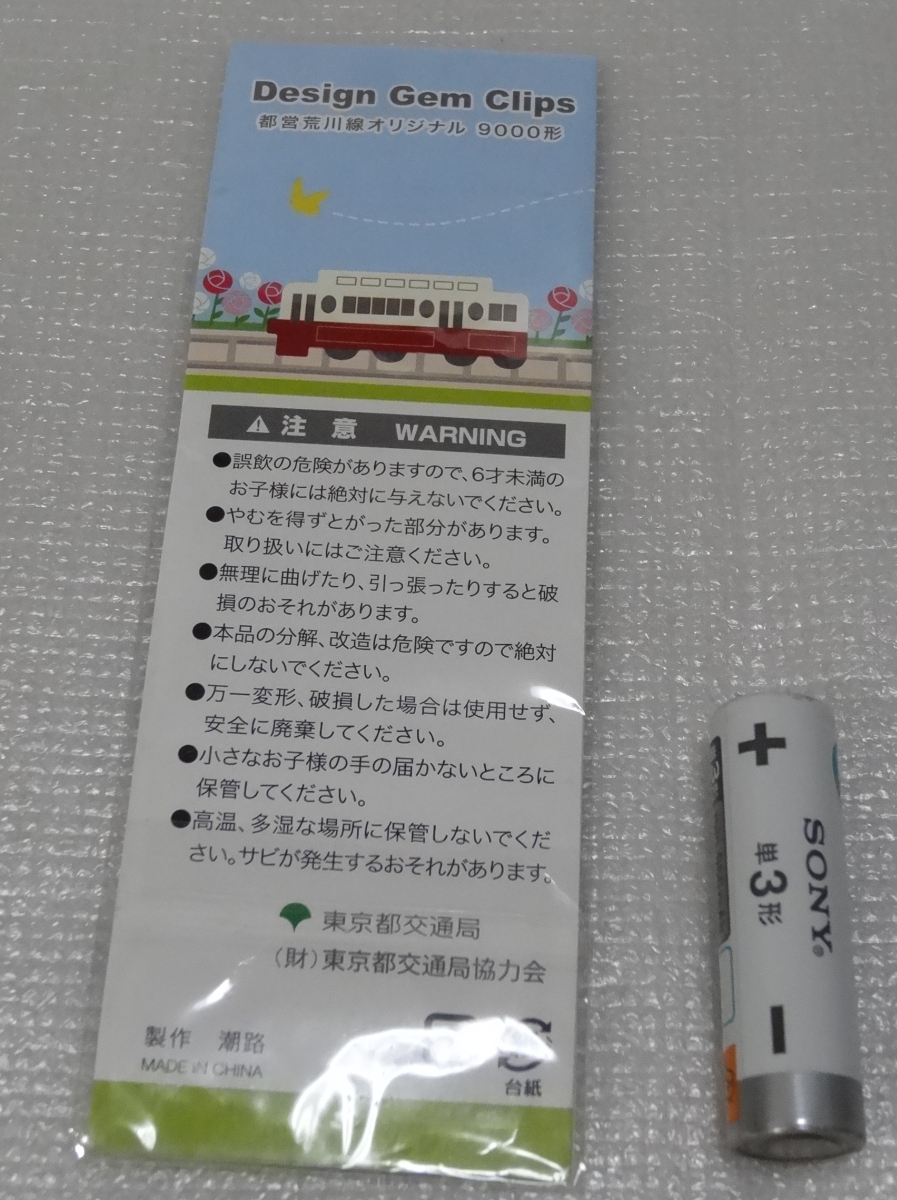 Design Gem Clips
都営荒川線オリジナル 9000形
注 意 WARNING
●誤飲の危険がありますので、6才未満の
お子様には絶対に与えないでください。
●やむを得ずとがった部分があります。
取り扱いにはご注意ください。
●無理に曲げたり、引っ張ったりすると破
損のおそれがあります。
●本品の分解、改造は危険ですので絶対
にしないでください。
●万一変形、破損した場合は使用せず、
安全に廃棄してください。
●小さなお子様の手の届かないところに
保管してください。
●高温、多湿な場所に保管しないでくだ
さい。サビが発生するおそれがあります。
東京都交通局
(財)東京都交通局協力会
製作 潮路
MADE IN CHINA
台紙
+
SONY
単3形
−